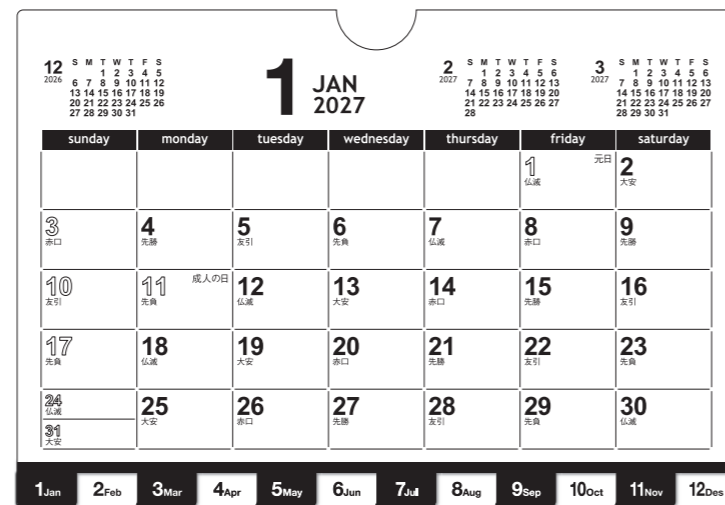 12 2026
S M T W T F S
1 2 3 4 5
6 7 8 9 10 11 12
13 14 15 16 17 18 19
20 21 22 23 24 25 26
27 28 29 30 31
1 JAN 2027
2 2027
S M T W T F S
1 2 3 4 5 6
7 8 9 10 11 12 13
14 15 16 17 18 19 20
21 22 23 24 25 26 27
28
3 2027
S M T W T F S
1 2 3 4 5 6
7 8 9 10 11 12 13
14 15 16 17 18 19 20
21 22 23 24 25 26 27
28 29 30 31
sunday monday tuesday wednesday thursday friday saturday
1 元日 2
仏滅 大安
3 4 5 6 7 8 9
赤口 先勝 友引 先負 仏滅 赤口 先勝
10 11 成人の日 12 13 14 15 16
友引 先負 仏滅 大安 赤口 先勝 友引
17 18 19 20 21 22 23
先負 仏滅 大安 赤口 先勝 友引 先負
24 25 26 27 28 29 30
仏滅 大安 赤口 先勝 友引 先負 仏滅
31
大安
1Jan 2Feb 3Mar 4Apr 5May 6Jun 7Jul 8Aug 9Sep 10Oct 11Nov 12Des